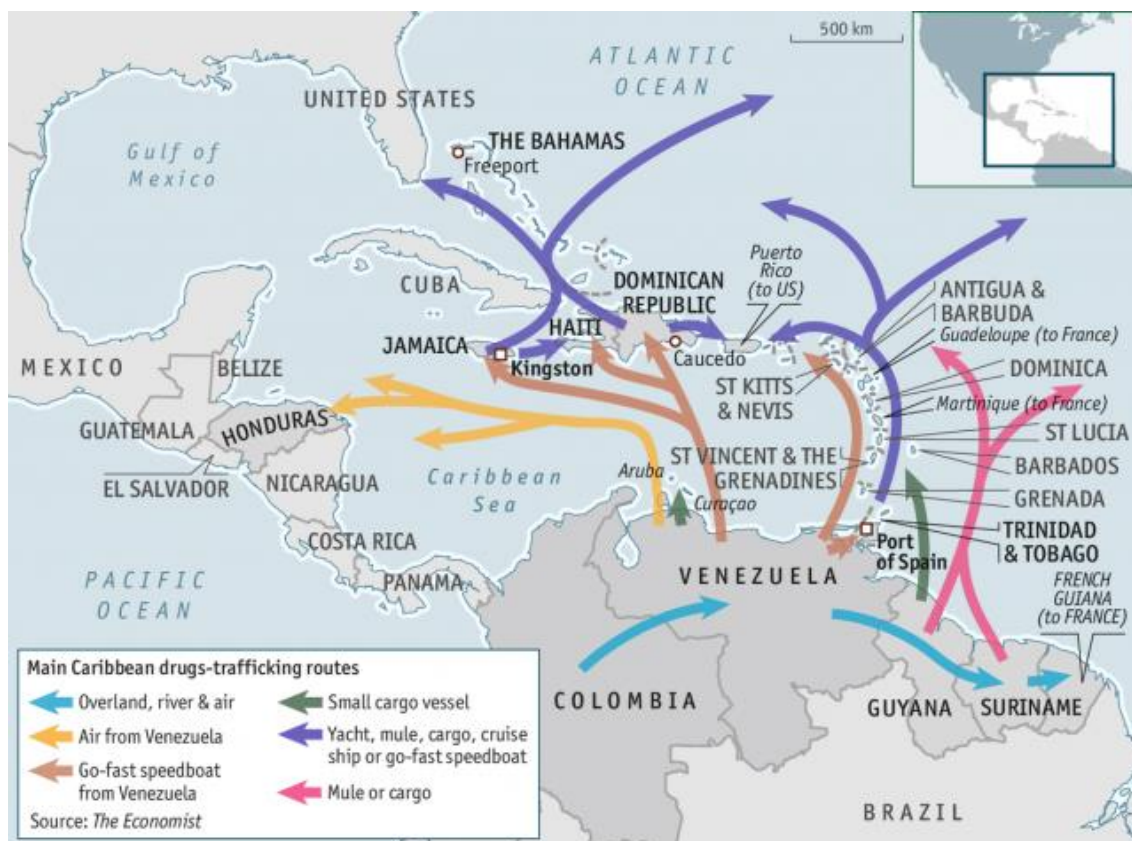 500 km
ATLANTIC
OCEAN
UNITED STATES
Gulf of
Mexico
THE BAHAMAS
Freeport
CUBA
DOMINICAN
REPUBLIC
Puerto
Rico
(to US)
ANTIGUA &
BARBUDA
Guadeloupe (to France)
HAITI
JAMAICA
Kingston
Caucedo
MEXICO
BELIZE
DOMINICA
ST KITTS
& NEVIS
Martinique (to France)
GUATEMALA
HONDURAS
ST LUCIA
ST VINCENT & THE
GRENADINES
BARBADOS
EL SALVADOR
NICARAGUA
Caribbean
Sea
Aruba
Curaçao
GRENADA
COSTA RICA
Port
of Spain
TRINIDAD
& TOBAGO
PANAMA
VENEZUELA
PACIFIC
OCEAN
FRENCH
GUIANA
(to FRANCE)
COLOMBIA
GUYANA
SURINAME
BRAZIL
Main Caribbean drugs-trafficking routes
Overland, river & air
Air from Venezuela
Go-fast speedboat
from Venezuela
Small cargo vessel
Yacht, mule, cargo, cruise
ship or go-fast speedboat
Mule or cargo
Source: The Economist